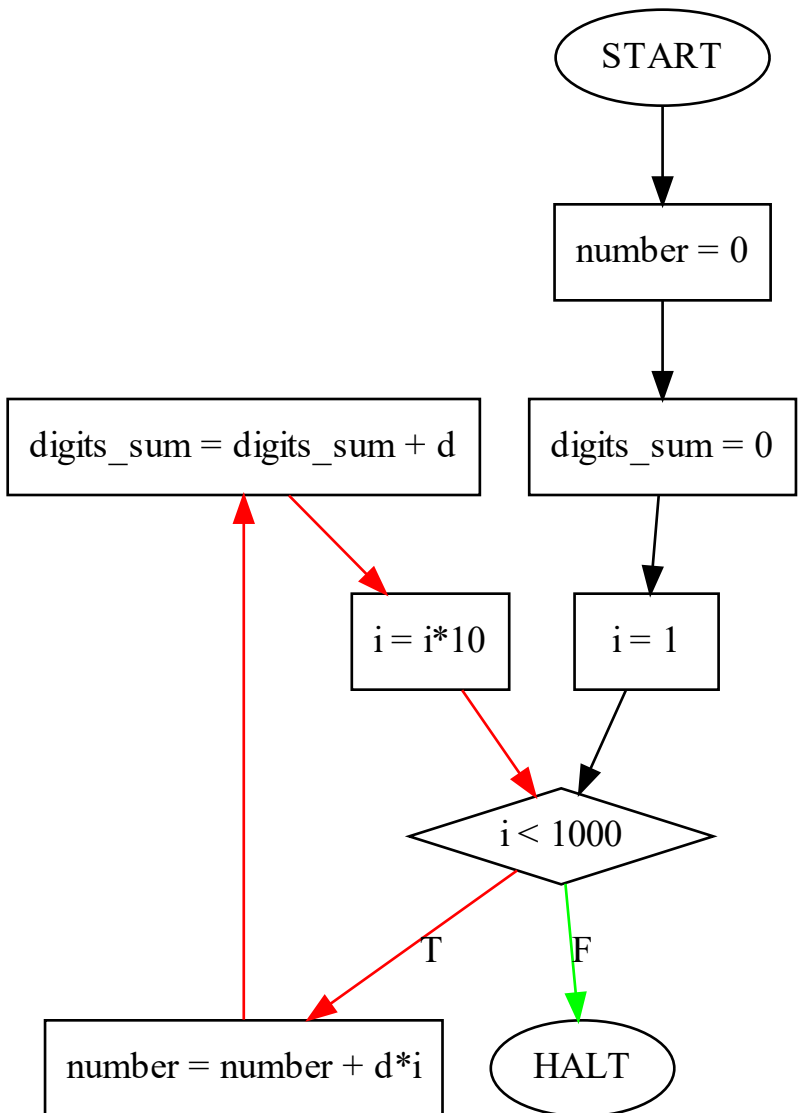 START
number = 0
digits_sum = digits_sum + d
digits_sum = 0
i = i*10
i = 1
i < 1000
T
F
number = number + d*i
HALT